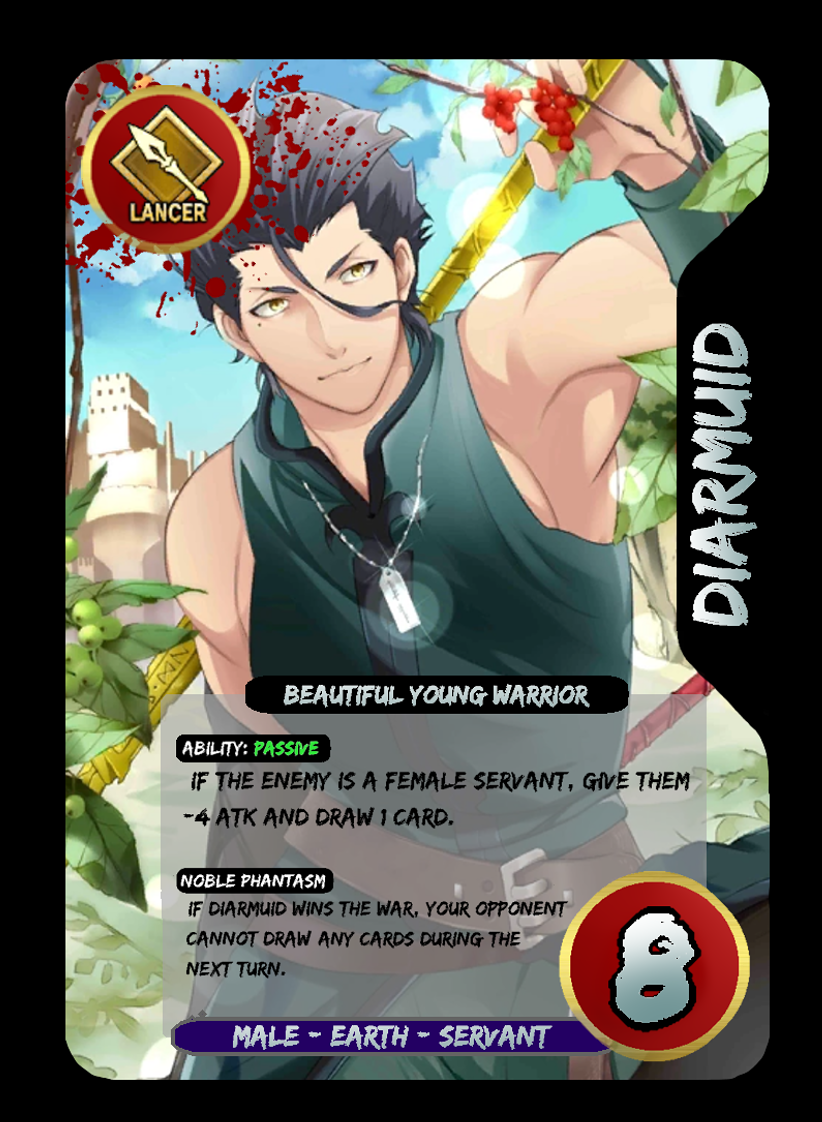 LANCER
DIARMUID
BEAUTIFUL YOUNG WARRIOR
ABILITY: PASSIVE
IF THE ENEMY IS A FEMALE SERVANT, GIVE THEM
-4 ATK AND DRAW 1 CARD.
NOBLE PHANTASM
IF DIARMUID WINS THE WAR, YOUR OPPONENT
CANNOT DRAW ANY CARDS DURING THE
NEXT TURN.
8
MALE - EARTH - SERVANT